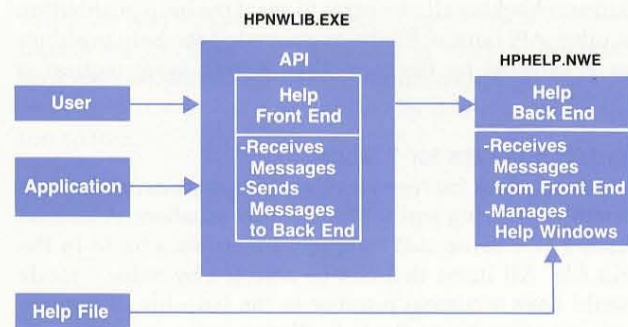 HPNWLIB.EXE
API
HPHELP.NWE
Help
Front End
Help
Back End
User
-Receives
Messages
-Sends
Messages
to Back End
-Receives
Messages
from Front End
-Manages
Help Windows
Application
Help File